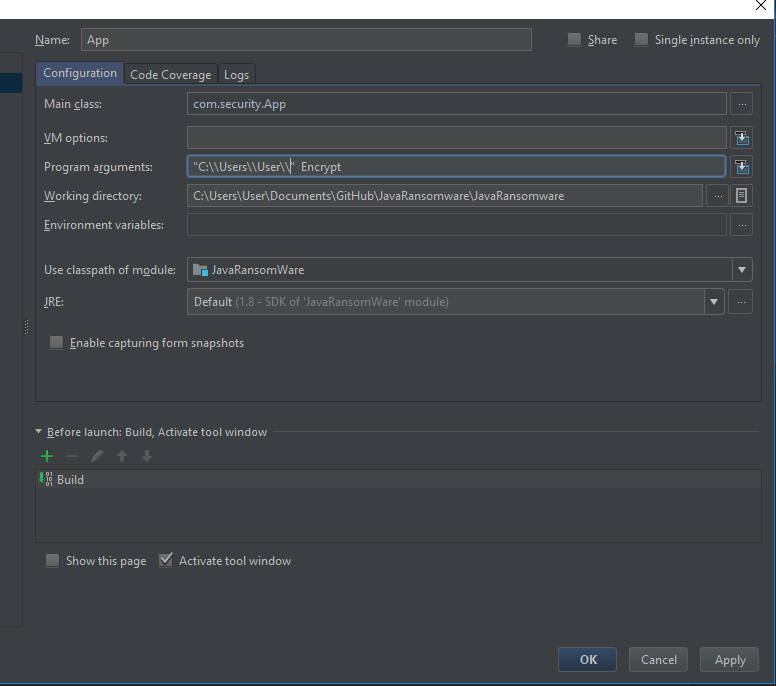 Name: App Share Single instance only
Configuration Code Coverage Logs
Main class: com.security.App ...
VM options:
Program arguments: "C:\\Users\\User\\" Encrypt
Working directory: C:\Users\User\Documents\GitHub\JavaRansomware\JavaRansomware ...
Environment variables: ...
Use classpath of module: JavaRansomWare
JRE: Default (1.8 - SDK of 'JavaRansomWare' module) ...
Enable capturing form snapshots
Before launch: Build, Activate tool window
Build
Show this page Activate tool window
OK Cancel Apply